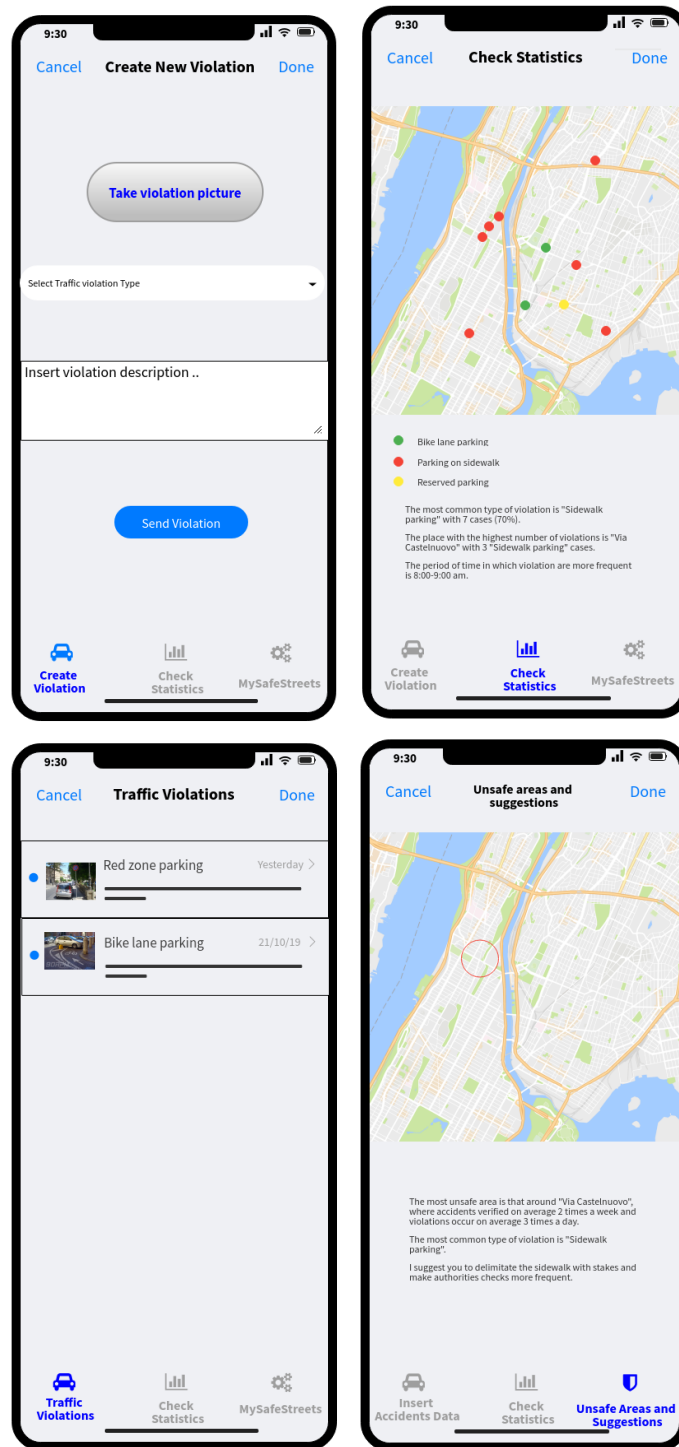 9:30
Cancel Create New Violation Done
Take violation picture
Select Traffic violation Type
Insert violation description ..
Send Violation
Create
Violation
Check
Statistics
MySafeStreets
9:30
Cancel Check Statistics Done
Bike lane parking
Parking on sidewalk
Reserved parking
The most common type of violation is "Sidewalk
parking" with 7 cases (70%).
The place with the highest number of violations is "Via
Castelnuovo" with 3 "Sidewalk parking" cases.
The period of time in which violation are more frequent
is 8:00-9:00 am.
Create
Violation
Check
Statistics
MySafeStreets
9:30
Cancel Traffic Violations Done
Red zone parking Yesterday
Bike lane parking 21/10/19
Traffic
Violations
Check
Statistics
MySafeStreets
9:30
Cancel Unsafe areas and
suggestions Done
The most unsafe area is that around "Via Castelnuovo",
where accidents verified on average 2 times a week and
violations occur on average 3 times a day.
The most common type of violation is "Sidewalk
parking".
I suggest you to delimitate the sidewalk with stakes and
make authorities checks more frequent.
Insert
Accidents Data
Check
Statistics
Unsafe Areas and
Suggestions